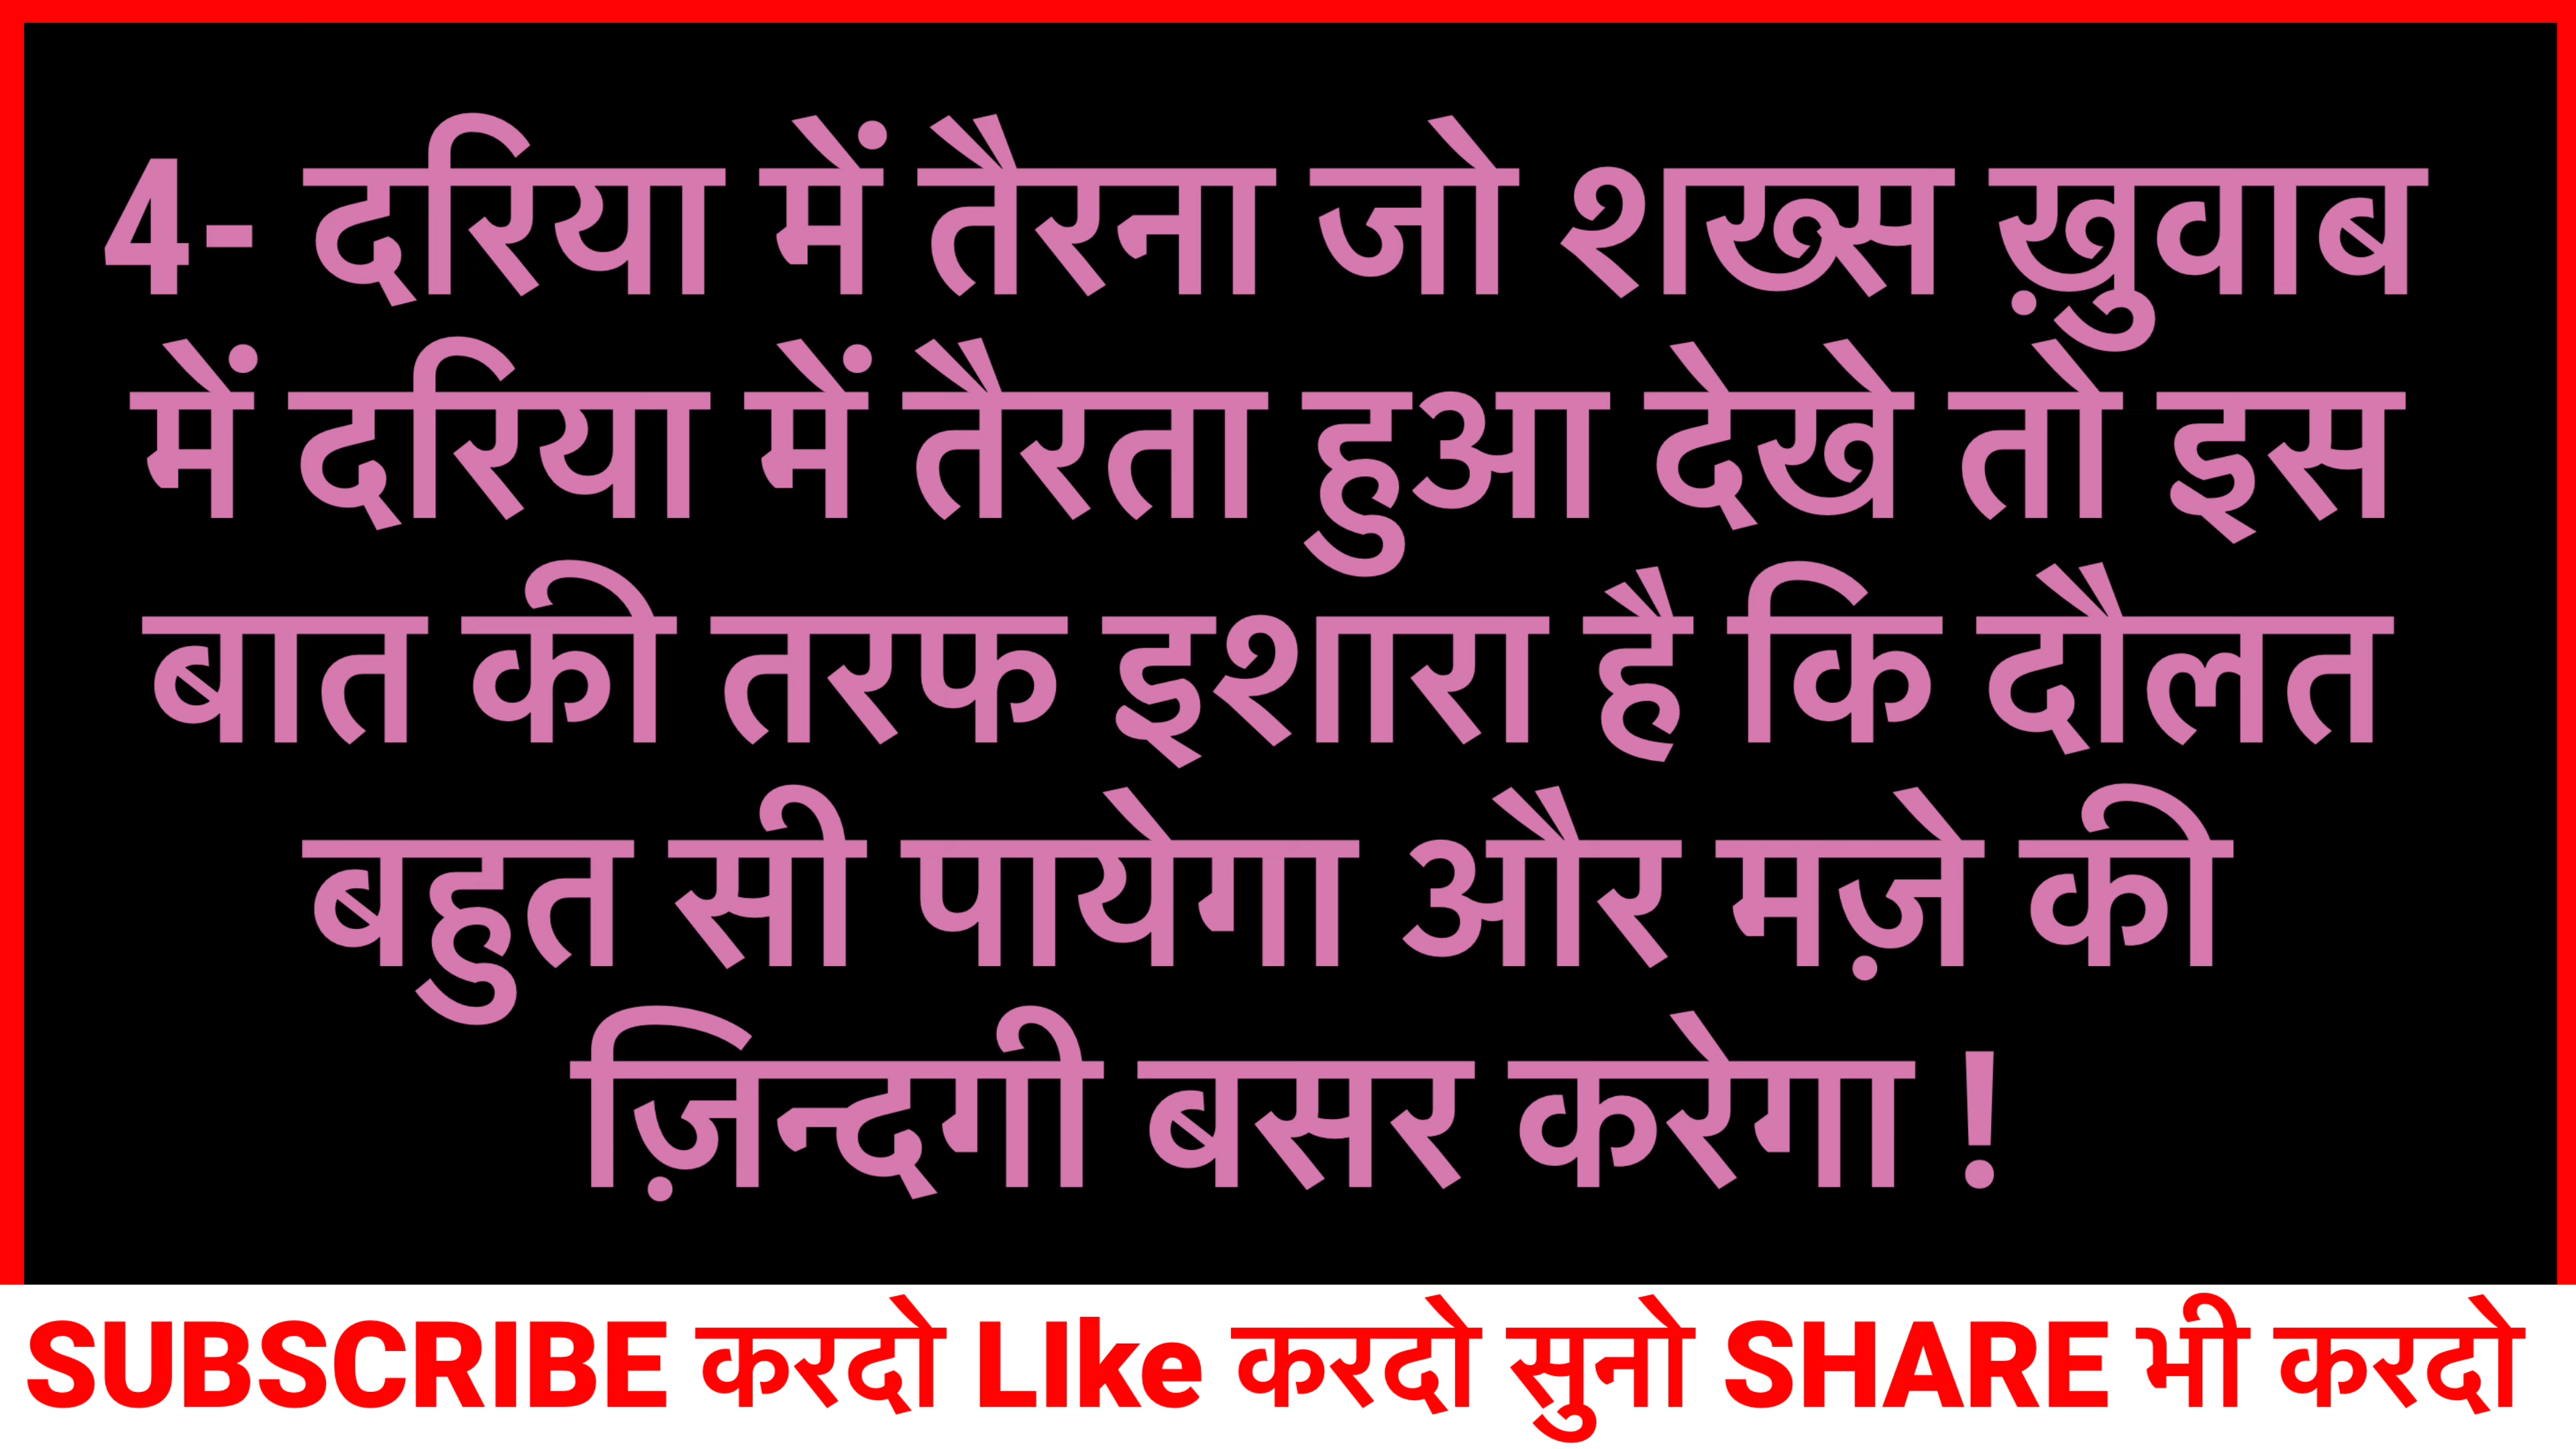 4- दरिया में तैरना जो शख्स ख़ुवाब
में दरिया में तैरता हुआ देखे तो इस
बात की तरफ इशारा है कि दौलत
बहुत सी पायेगा और मज़े की
ज़िन्दगी बसर करेगा !
SUBSCRIBE करदो LIke करदो सुनो SHARE भी करदो